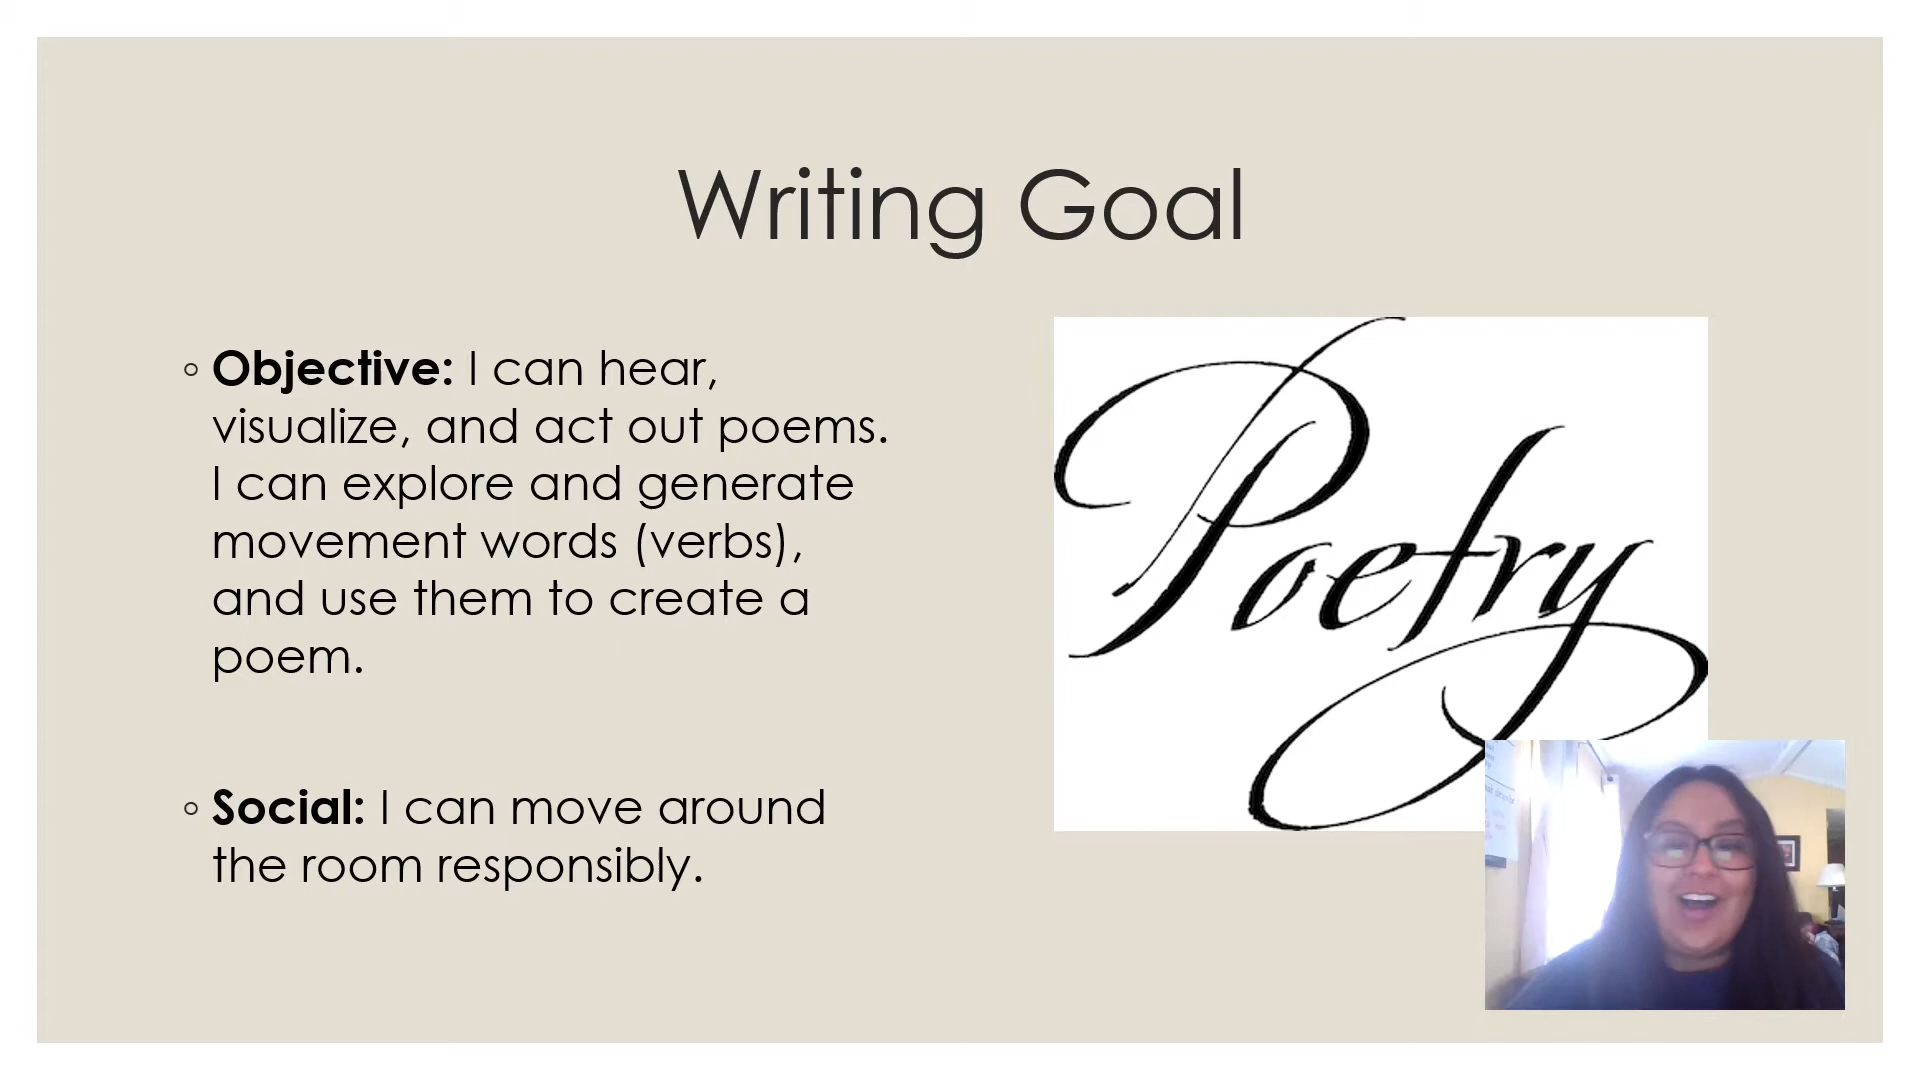 Writing Goal
◦ Objective: I can hear,
visualize, and act out poems.
I can explore and generate
movement words (verbs),
and use them to create a
poem.
◦ Social: I can move around
the room responsibly.
Poetry